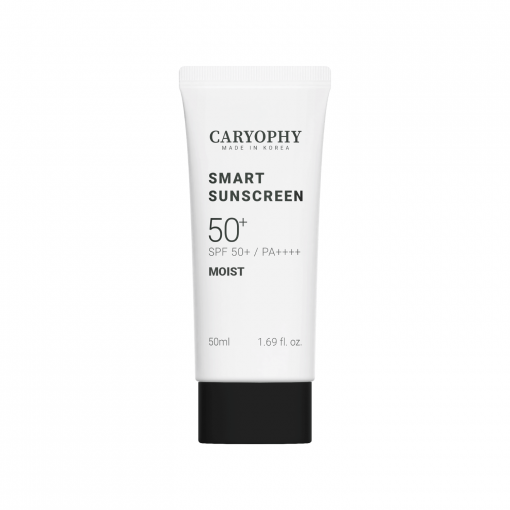 CARYOPHY
MADE IN KOREA
SMART
SUNSCREEN
50+
SPF 50+ / PA++++
MOIST
50ml 1.69 fl. oz.